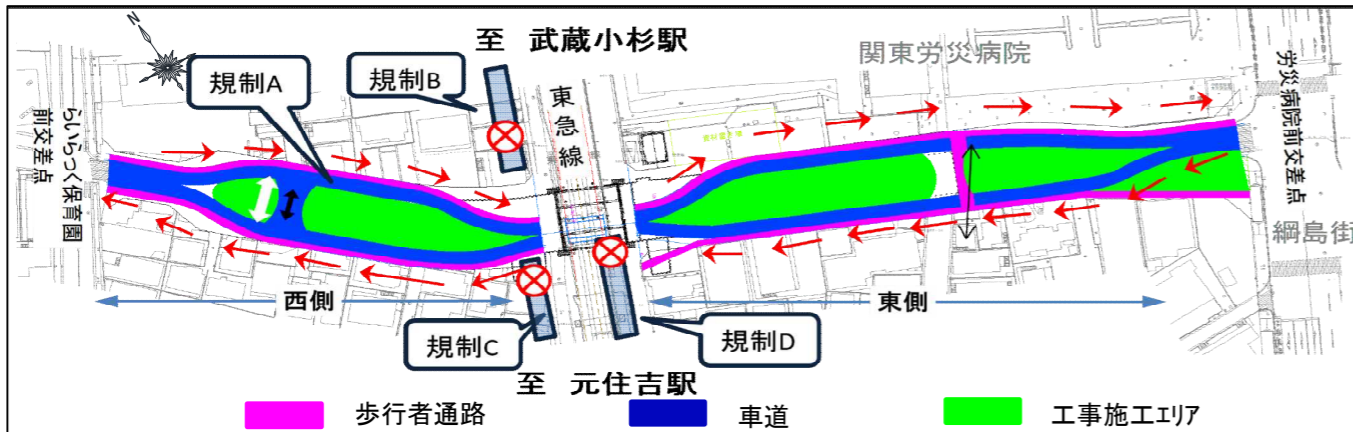 至 武蔵小杉駅
関東労災病院
労災病院前交差点
N
規制A
規制B
東急線
らいらっく保育園
前交差点
綱島街
西側
東側
規制C
規制D
至 元住吉駅
歩行者通路
車道
工事施工エリア